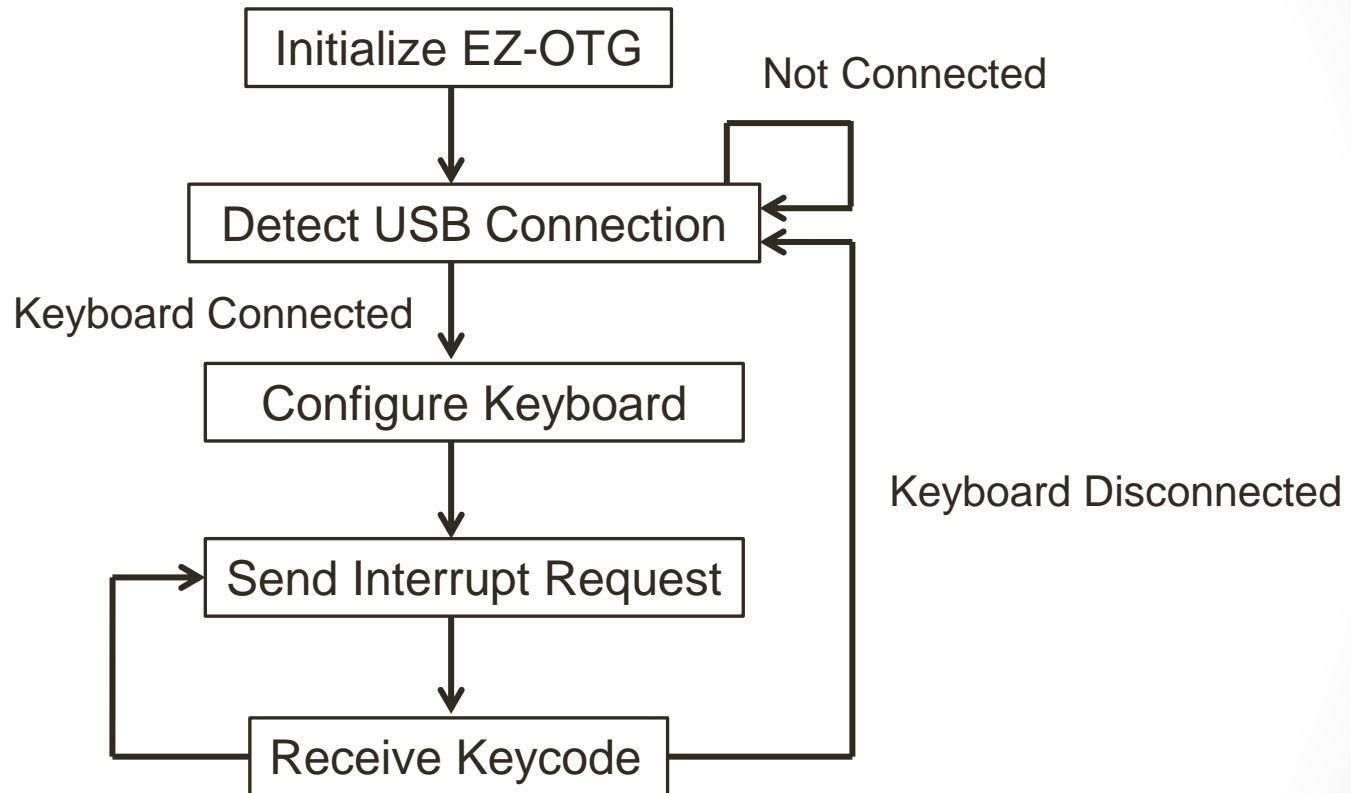 Initialize EZ-OTG
Not Connected
Detect USB Connection
Keyboard Connected
Configure Keyboard
Keyboard Disconnected
Send Interrupt Request
Receive Keycode